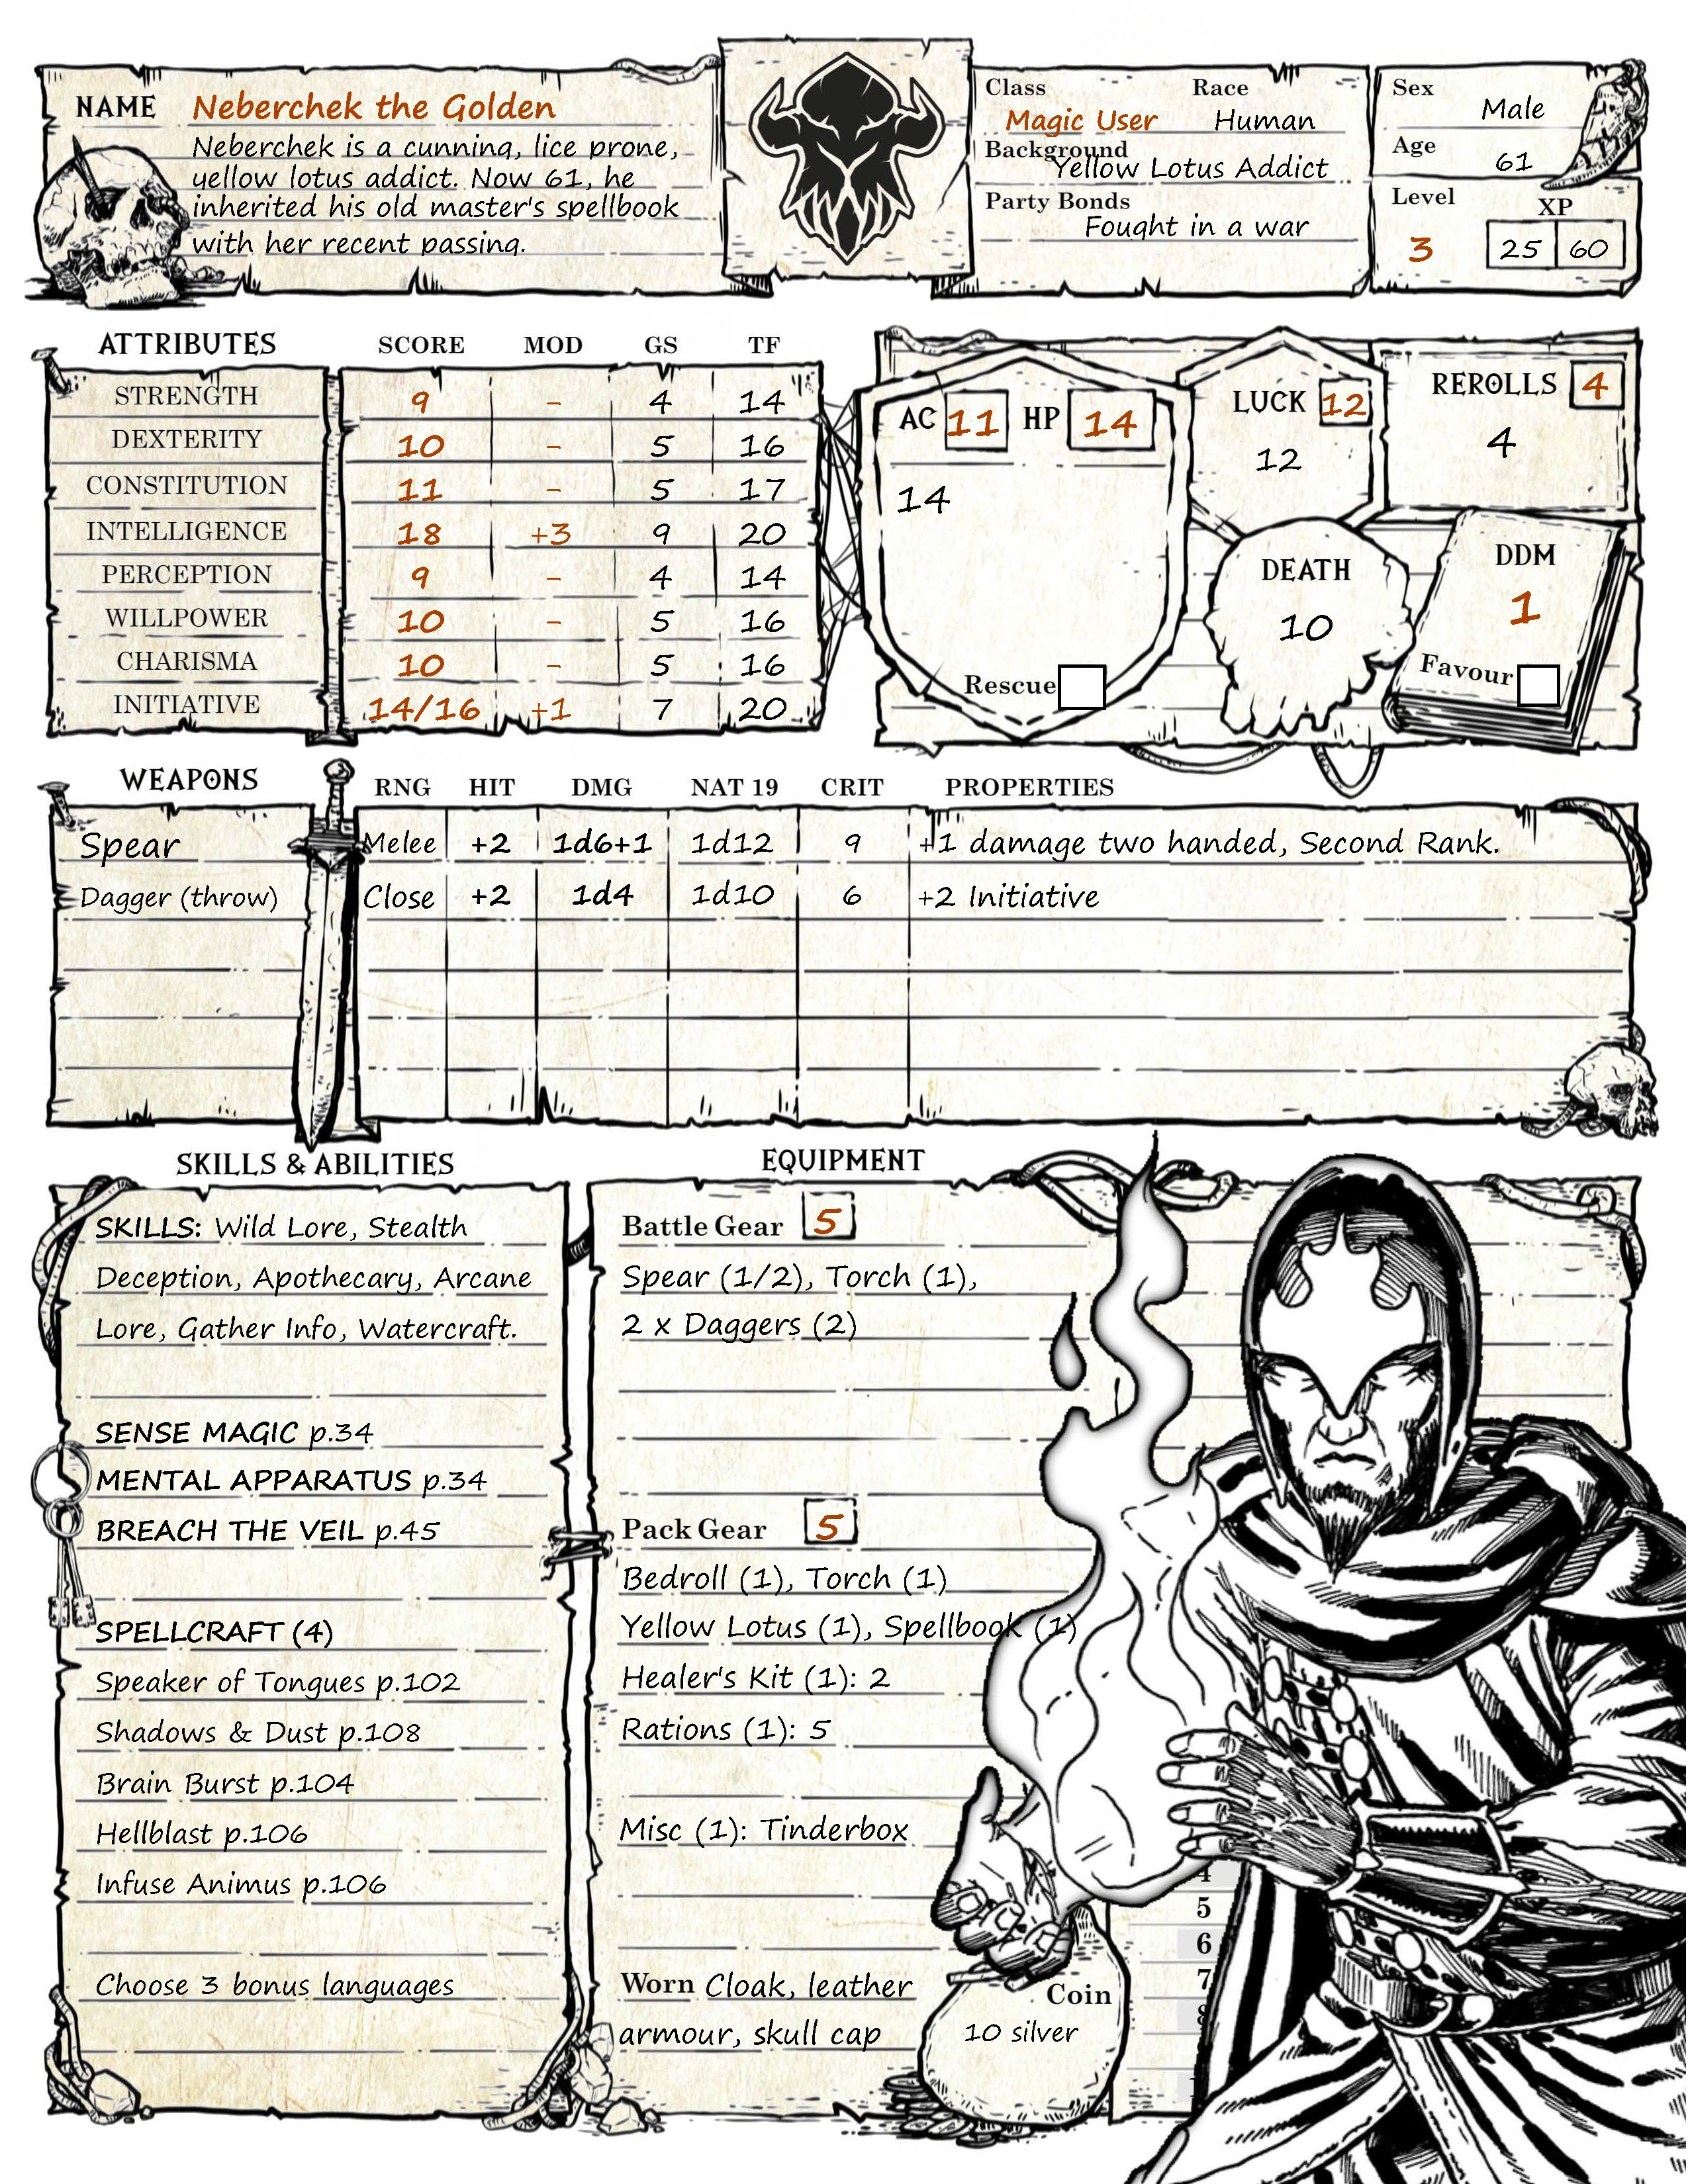 NAME Neberchek the Golden
Neberchek is a cunning, lice prone,
yellow lotus addict. Now 61, he
inherited his old master's spellbook
with her recent passing.
Class Race
Magic User Human
Background
Yellow Lotus Addict
Party Bonds
Fought in a war
Sex
Male
Age
61
Level XP
3 25 60
ATTRIBUTES SCORE MOD GS TF
STRENGTH 9 - 4 14
DEXTERITY 10 - 5 16
CONSTITUTION 11 - 5 17
INTELLIGENCE 18 +3 9 20
PERCEPTION 9 - 4 14
WILLPOWER 10 - 5 16
CHARISMA 10 - 5 16
INITIATIVE 14/16 +1 7 20
AC 11 HP 14
14
Rescue
LUCK 12
12
REROLLS 4
4
DEATH
10
DDM
1
Favour
WEAPONS RNG HIT DMG NAT 19 CRIT PROPERTIES
Spear Melee +2 1d6+1 1d12 9 +1 damage two handed, Second Rank.
Dagger (throw) Close +2 1d4 1d10 6 +2 Initiative
SKILLS & ABILITIES
SKILLS: Wild Lore, Stealth
Deception, Apothecary, Arcane
Lore, Gather Info, Watercraft.
SENSE MAGIC p.34
MENTAL APPARATUS p.34
BREACH THE VEIL p.45
SPELLCRAFT (4)
Speaker of Tongues p.102
Shadows & Dust p.108
Brain Burst p.104
Hellblast p.106
Infuse Animus p.106
Choose 3 bonus languages
EQUIPMENT
Battle Gear 5
Spear (1/2), Torch (1),
2 x Daggers (2)
Pack Gear 5
Bedroll (1), Torch (1)
Yellow Lotus (1), Spellbook (1)
Healer's Kit (1): 2
Rations (1): 5
Misc (1): Tinderbox
Worn Cloak, leather
armour, skull cap
Coin
10 silver
4
5
6
7